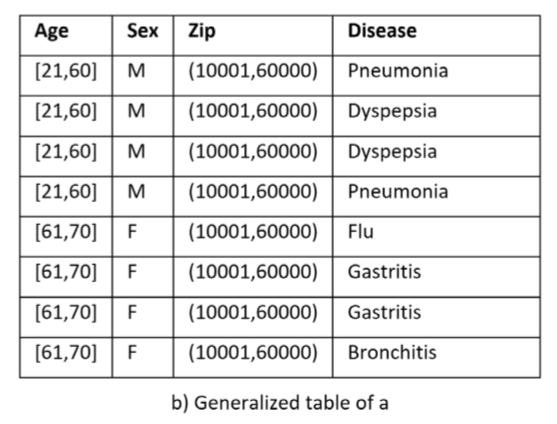 Age Sex Zip Disease
[21,60] M (10001,60000) Pneumonia
[21,60] M (10001,60000) Dyspepsia
[21,60] M (10001,60000) Dyspepsia
[21,60] M (10001,60000) Pneumonia
[61,70] F (10001,60000) Flu
[61,70] F (10001,60000) Gastritis
[61,70] F (10001,60000) Gastritis
[61,70] F (10001,60000) Bronchitis
b) Generalized table of a